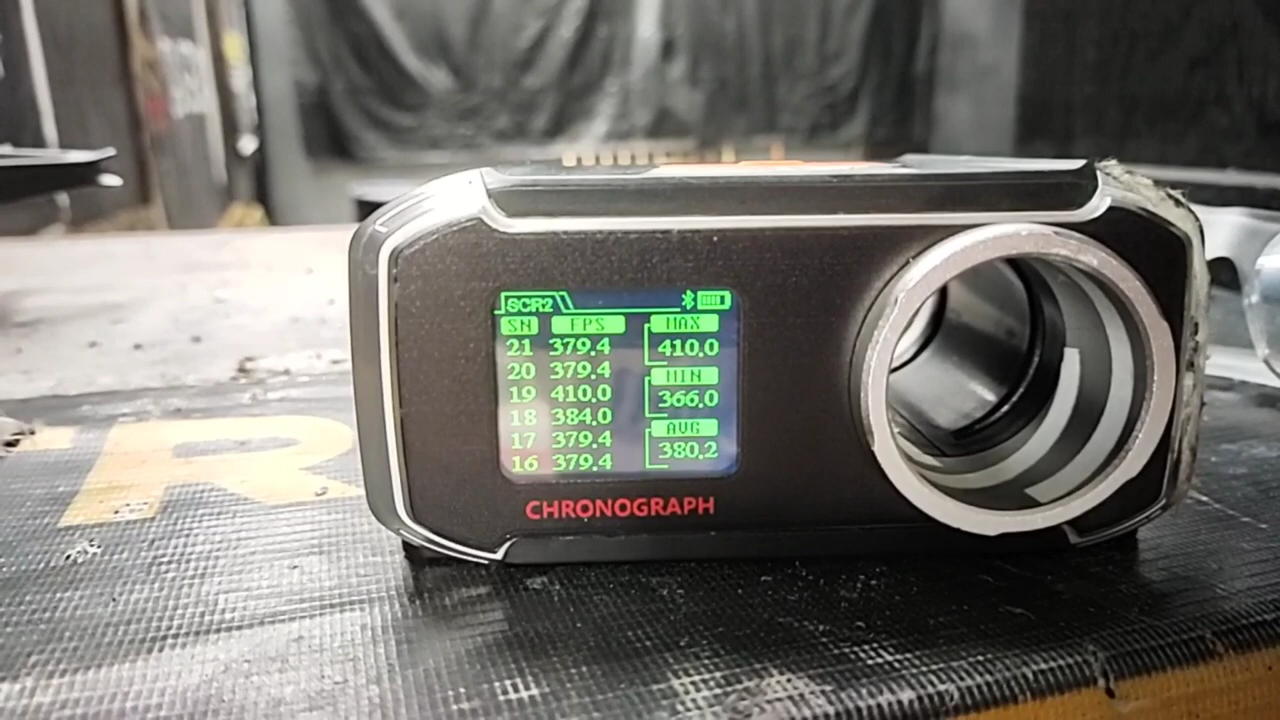 SCR2
SN FPS MAX
21 379.4 410.0
20 379.4 MIN
19 410.0 366.0
18 384.0 AVG
17 379.4 380.2
16 379.4
CHRONOGRAPH
R